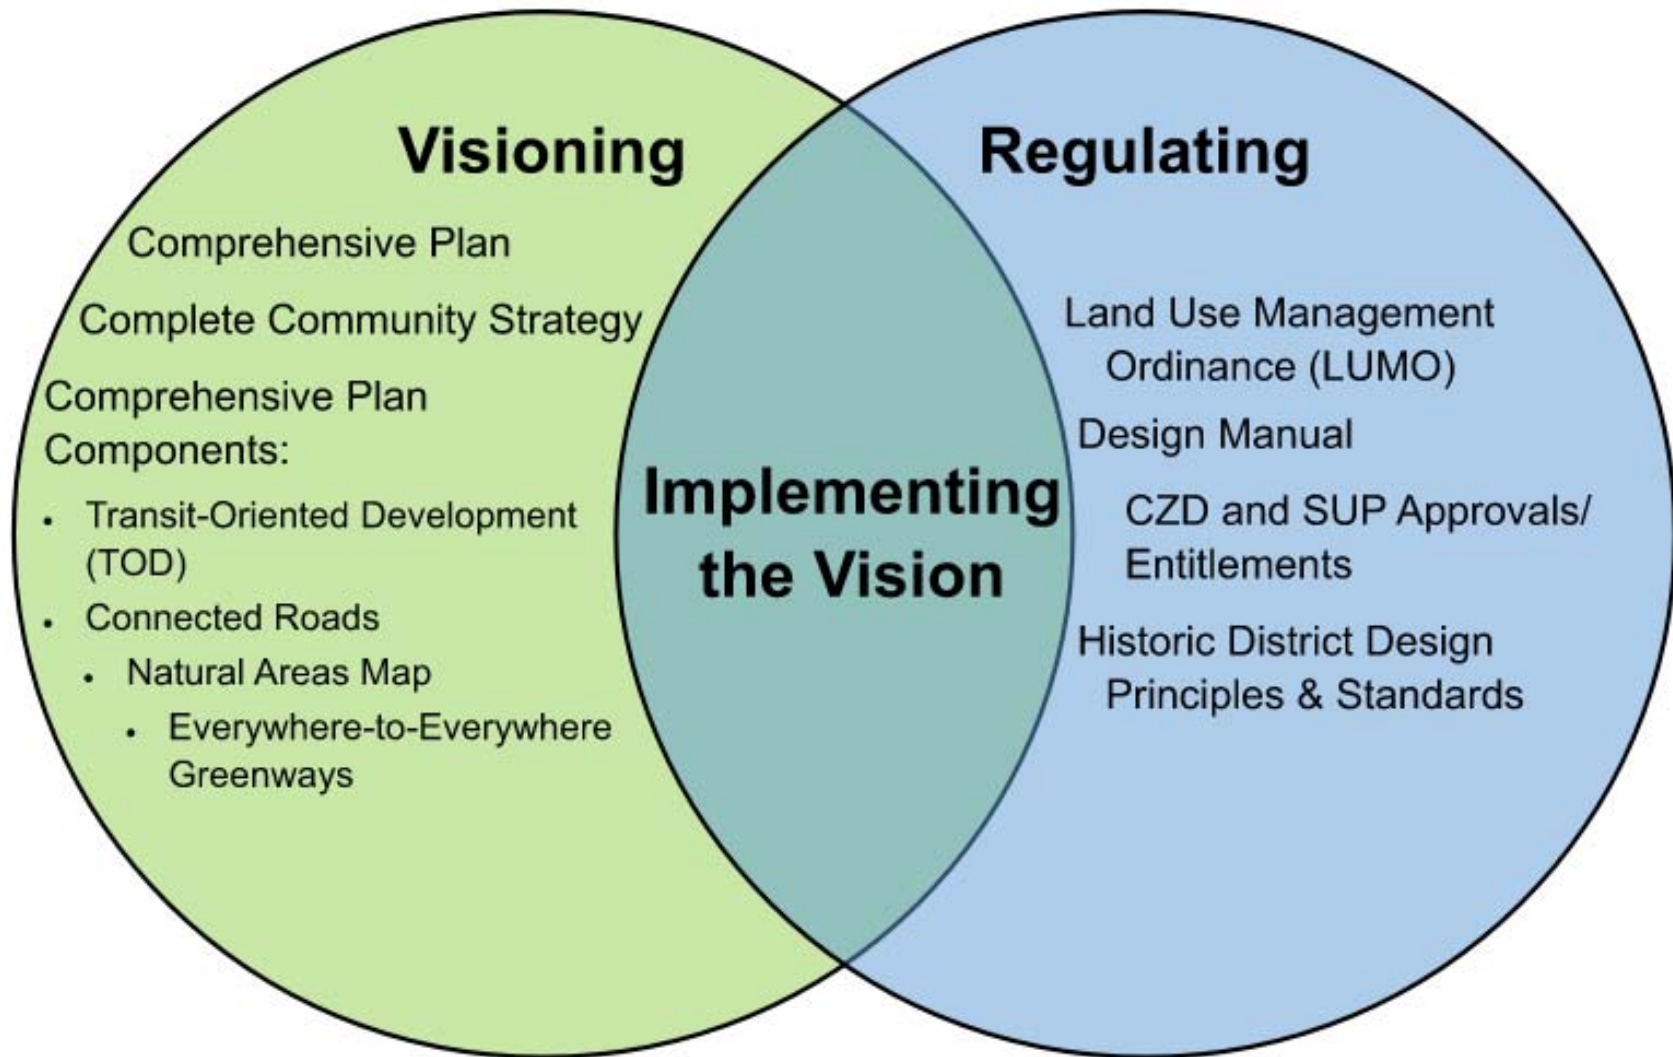 Visioning
Comprehensive Plan
Complete Community Strategy
Comprehensive Plan
Components:
• Transit-Oriented Development
(TOD)
• Connected Roads
• Natural Areas Map
• Everywhere-to-Everywhere
Greenways
Implementing
the Vision
Regulating
Land Use Management
Ordinance (LUMO)
Design Manual
CZD and SUP Approvals/
Entitlements
Historic District Design
Principles & Standards